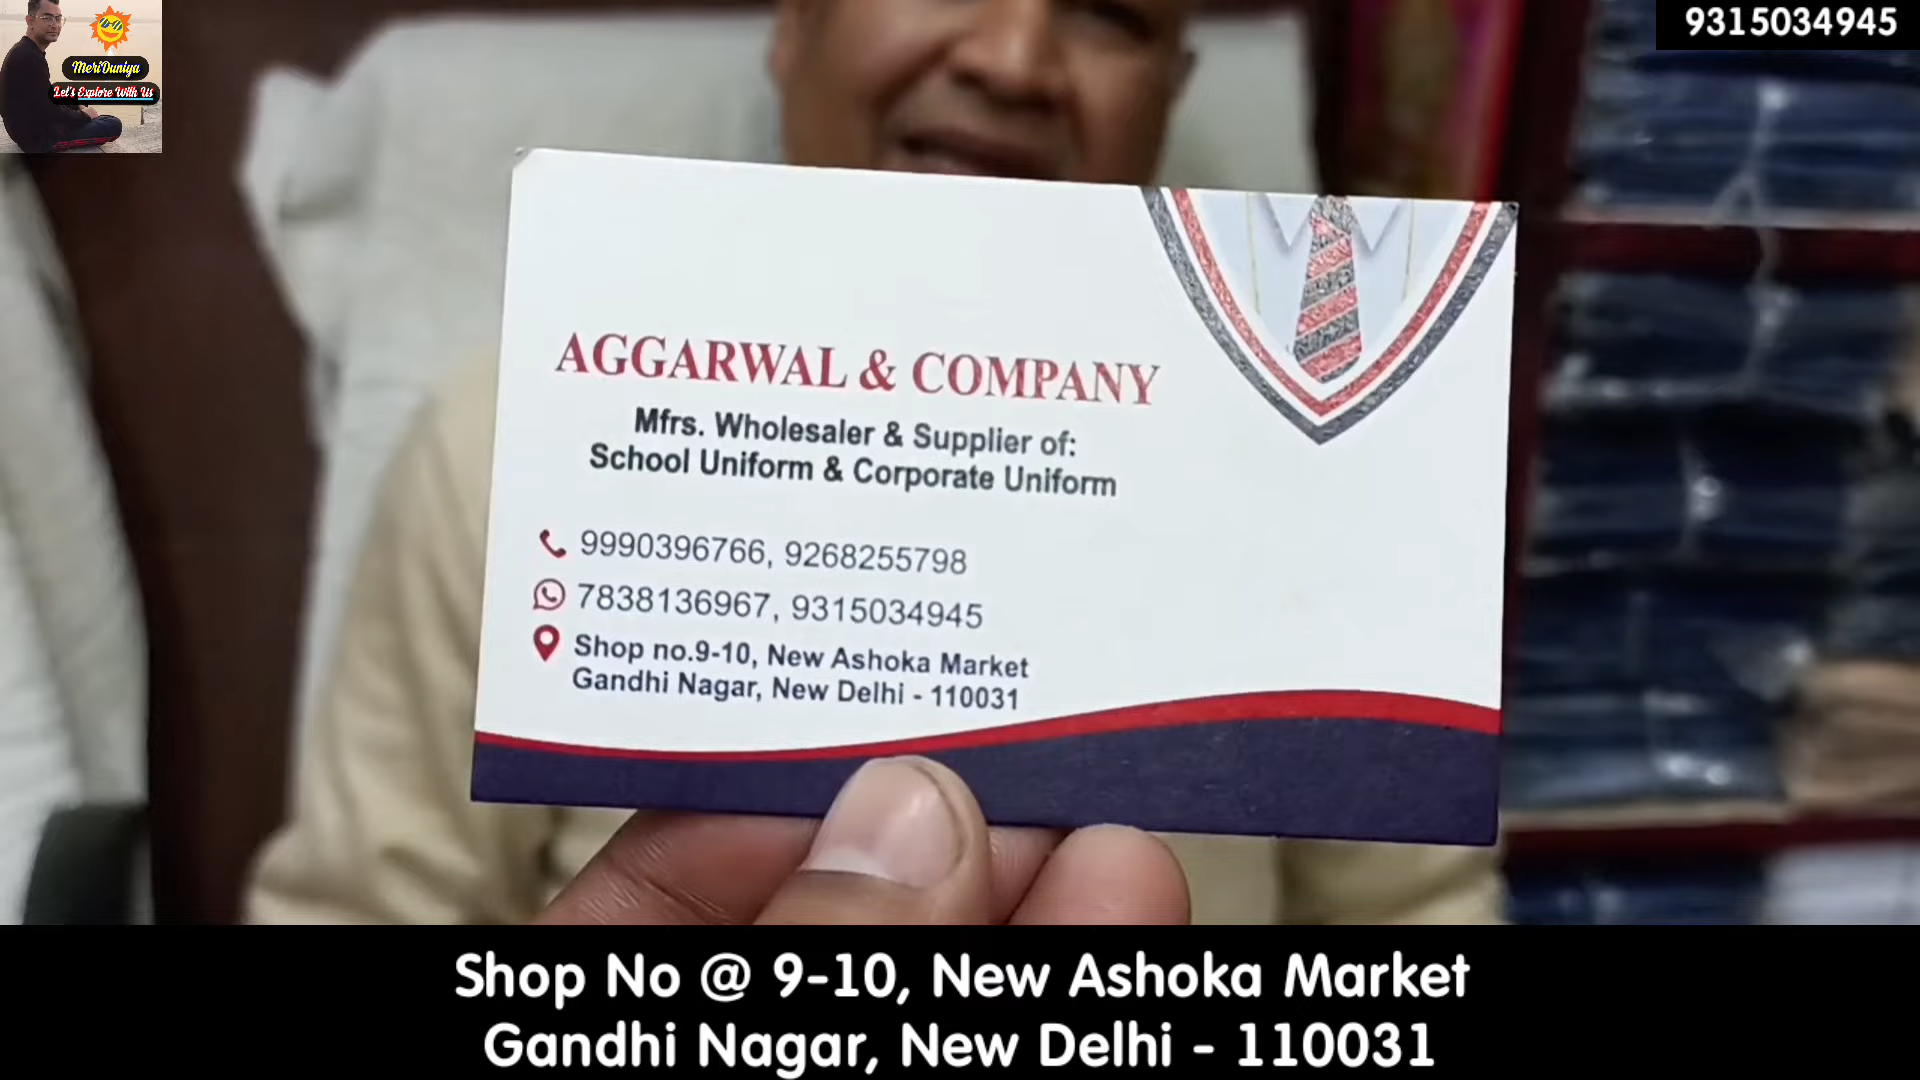 MeriDuniya
Let's Explore With Us
9315034945
AGGARWAL & COMPANY
Mfrs. Wholesaler & Supplier of:
School Uniform & Corporate Uniform
9990396766, 9268255798
7838136967, 9315034945
Shop no.9-10, New Ashoka Market
Gandhi Nagar, New Delhi - 110031
Shop No @ 9-10, New Ashoka Market
Gandhi Nagar, New Delhi - 110031